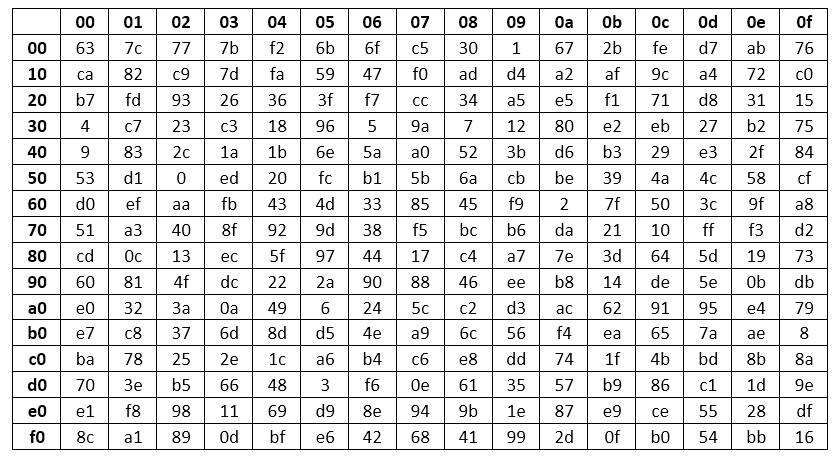 00 01 02 03 04 05 06 07 08 09 0a 0b 0c 0d 0e 0f
00 63 7c 77 7b f2 6b 6f c5 30 1 67 2b fe d7 ab 76
10 ca 82 c9 7d fa 59 47 f0 ad d4 a2 af 9c a4 72 c0
20 b7 fd 93 26 36 3f f7 cc 34 a5 e5 f1 71 d8 31 15
30 4 c7 23 c3 18 96 5 9a 7 12 80 e2 eb 27 b2 75
40 9 83 2c 1a 1b 6e 5a a0 52 3b d6 b3 29 e3 2f 84
50 53 d1 0 ed 20 fc b1 5b 6a cb be 39 4a 4c 58 cf
60 d0 ef aa fb 43 4d 33 85 45 f9 2 7f 50 3c 9f a8
70 51 a3 40 8f 92 9d 38 f5 bc b6 da 21 10 ff f3 d2
80 cd 0c 13 ec 5f 97 44 17 c4 a7 7e 3d 64 5d 19 73
90 60 81 4f dc 22 2a 90 88 46 ee b8 14 de 5e 0b db
a0 e0 32 3a 0a 49 6 24 5c c2 d3 ac 62 91 95 e4 79
b0 e7 c8 37 6d 8d d5 4e a9 6c 56 f4 ea 65 7a ae 8
c0 ba 78 25 2e 1c a6 b4 c6 e8 dd 74 1f 4b bd 8b 8a
d0 70 3e b5 66 48 3 f6 0e 61 35 57 b9 86 c1 1d 9e
e0 e1 f8 98 11 69 d9 8e 94 9b 1e 87 e9 ce 55 28 df
f0 8c a1 89 0d bf e6 42 68 41 99 2d 0f b0 54 bb 16